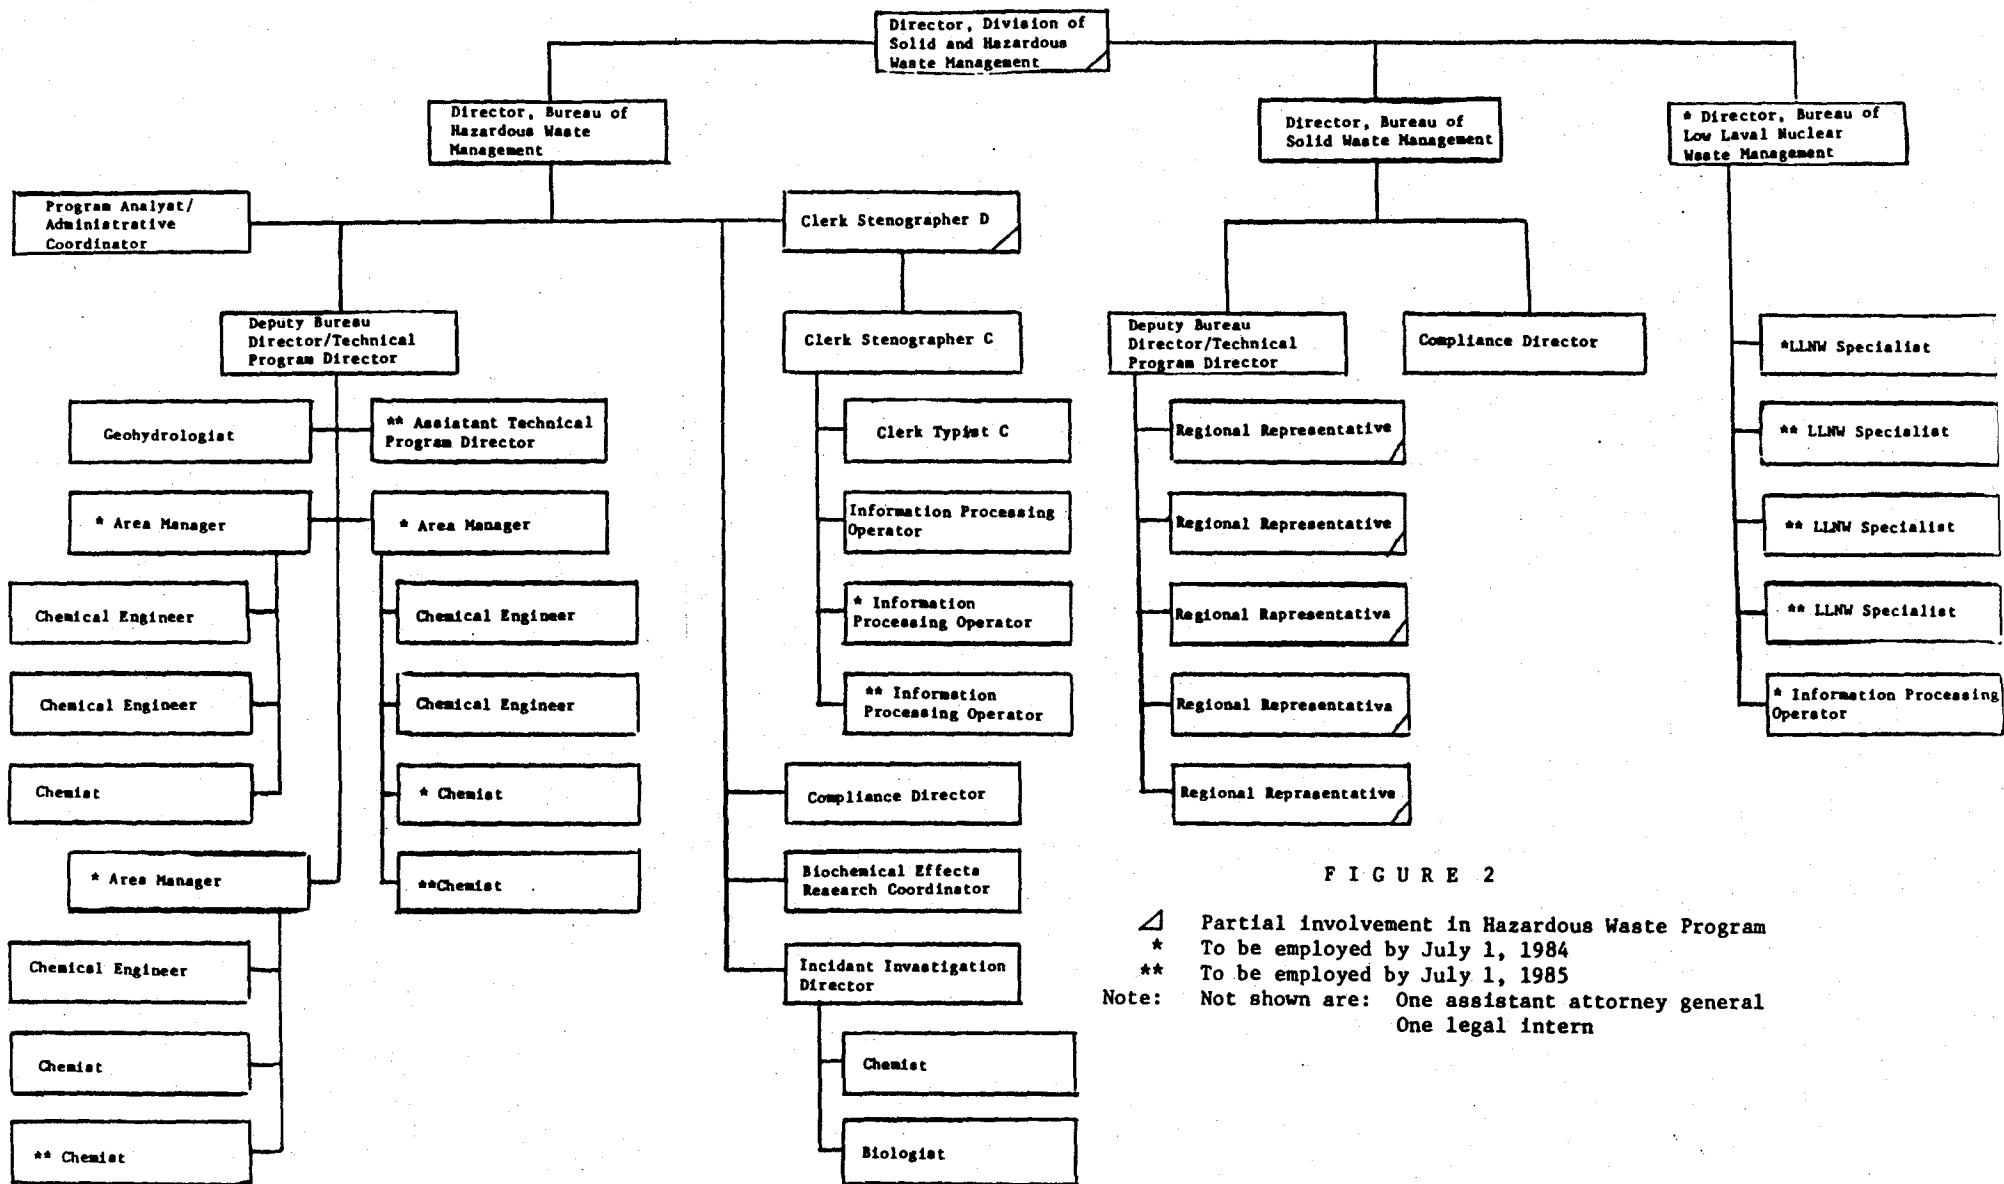 Director, Division of
Solid and Hazardous
Waste Management
Director, Bureau of
Hazardous Waste
Management
Director, Bureau of
Solid Waste Management
* Director, Bureau of
Low Laval Nuclear
Waste Management
Program Analyst/
Administrative
Coordinator
Clerk Stenographer D
Deputy Bureau
Director/Technical
Program Director
Clerk Stenographer C
Deputy Bureau
Director/Technical
Program Director
Compliance Director
*LLNW Specialist
Geohydrologist
** Assistant Technical
Program Director
Clerk Typist C
Regional Representative
** LLNW Specialist
* Area Manager
* Area Manager
Information Processing
Operator
Regional Representative
** LLNW Specialist
Chemical Engineer
Chemical Engineer
* Information
Processing Operator
Regional Rapresentativa
** LLNW Specialist
Chemical Engineer
Chemical Engineer
** Information
Processing Operator
Regional Representativa
* Information Processing
Operator
Chemist
* Chemist
Compliance Director
Regional Reprasentative
* Area Manager
**Chemist
Biochemical Effects
Research Coordinator
Chemical Engineer
Incidant Invastigation
Director
Chemist
Chemist
** Chemist
Biologist
FIGURE 2
Partial involvement in Hazardous Waste Program
* To be employed by July 1, 1984
** To be employed by July 1, 1985
Note: Not shown are: One assistant attorney general
One legal intern